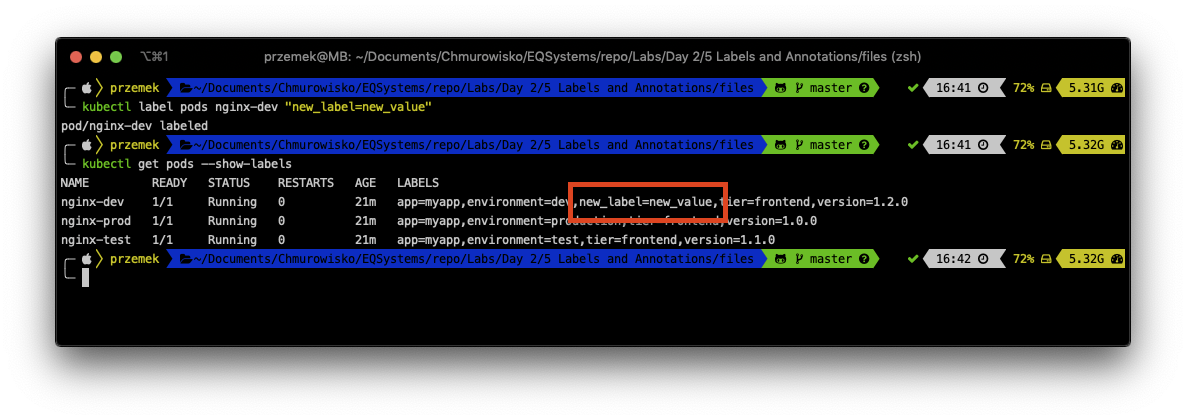 ⌥⌘1 przemek@MB: ~/Documents/Chmurowisko/EQSystems/repo/Labs/Day 2/5 Labels and Annotations/files (zsh)
przemek ~/Documents/Chmurowisko/EQSystems/repo/Labs/Day 2/5 Labels and Annotations/files master ? ✔ 16:41 72% 5.31G
kubectl label pods nginx-dev "new_label=new_value"
pod/nginx-dev labeled
przemek ~/Documents/Chmurowisko/EQSystems/repo/Labs/Day 2/5 Labels and Annotations/files master ? ✔ 16:41 72% 5.32G
kubectl get pods --show-labels
NAME READY STATUS RESTARTS AGE LABELS
nginx-dev 1/1 Running 0 21m app=myapp,environment=dev,new_label=new_value,tier=frontend,version=1.2.0
nginx-prod 1/1 Running 0 21m app=myapp,environment=production,tier=frontend,version=1.0.0
nginx-test 1/1 Running 0 21m app=myapp,environment=test,tier=frontend,version=1.1.0
przemek ~/Documents/Chmurowisko/EQSystems/repo/Labs/Day 2/5 Labels and Annotations/files master ? ✔ 16:42 72% 5.32G